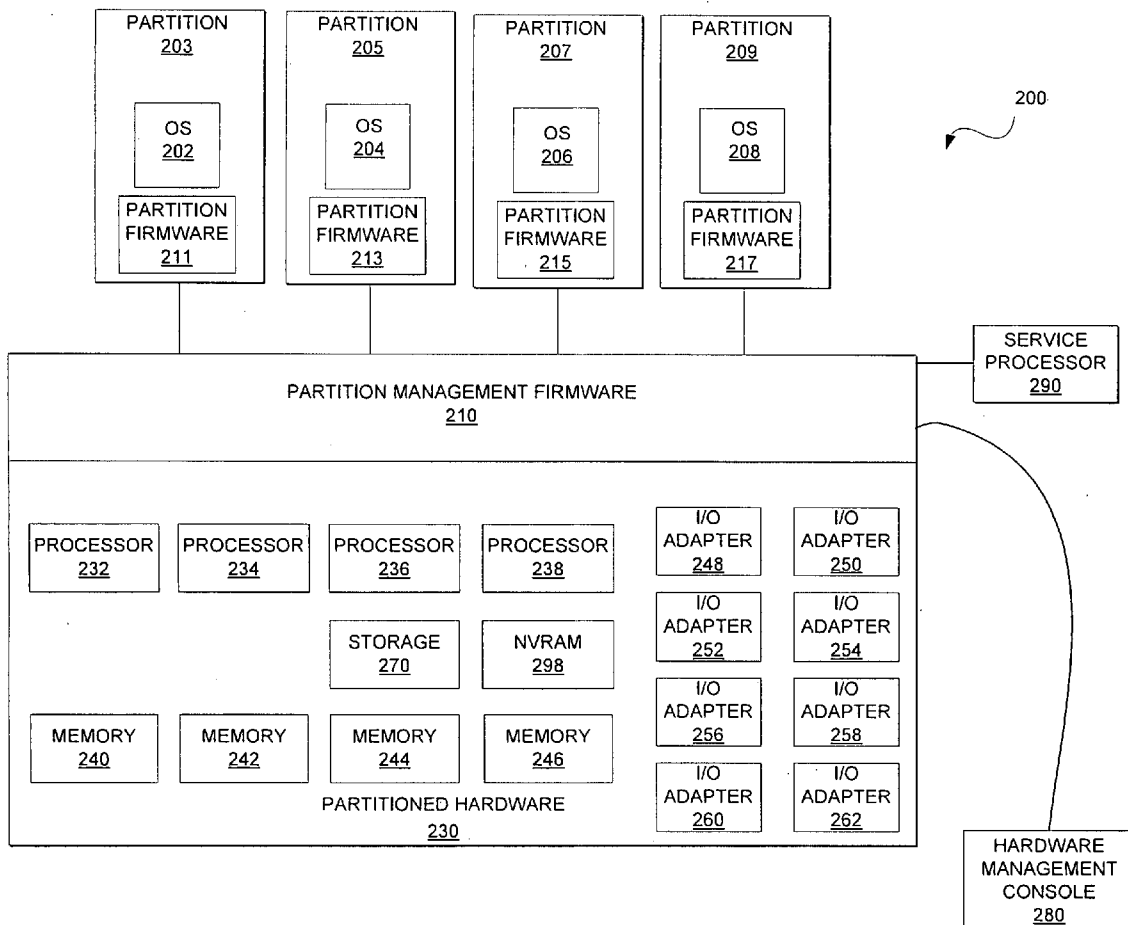 PARTITION
203
OS
202
PARTITION
FIRMWARE
211
PARTITION
205
OS
204
PARTITION
FIRMWARE
213
PARTITION
207
OS
206
PARTITION
FIRMWARE
215
PARTITION
209
OS
208
PARTITION
FIRMWARE
217
200
SERVICE
PROCESSOR
290
PARTITION MANAGEMENT FIRMWARE
210
PROCESSOR
232
PROCESSOR
234
PROCESSOR
236
PROCESSOR
238
STORAGE
270
NVRAM
298
MEMORY
240
MEMORY
242
MEMORY
244
MEMORY
246
I/O
ADAPTER
248
I/O
ADAPTER
250
I/O
ADAPTER
252
I/O
ADAPTER
254
I/O
ADAPTER
256
I/O
ADAPTER
258
I/O
ADAPTER
260
I/O
ADAPTER
262
PARTITIONED HARDWARE
230
HARDWARE
MANAGEMENT
CONSOLE
280